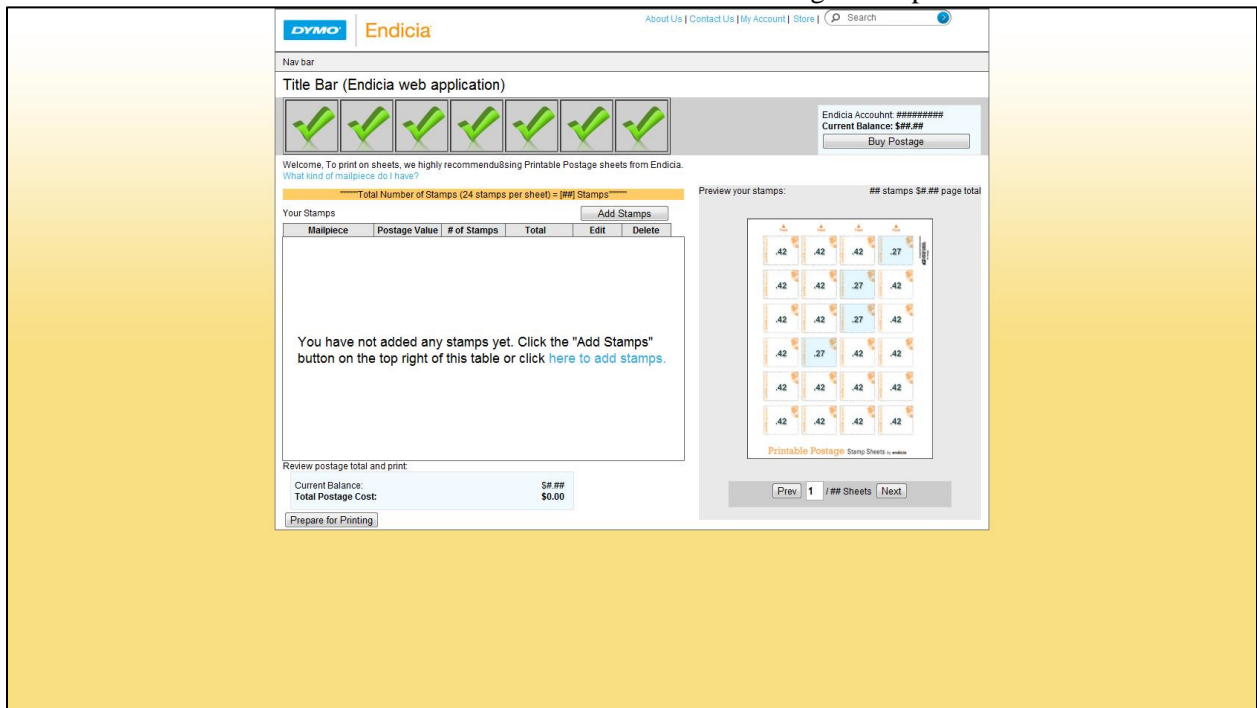 About Us | Contact Us | My Account | Store | Search
DYMO Endicia
Nav bar
Title Bar (Endicia web application)
Endicia Accouhnt: #########
Current Balance: $##.##
Buy Postage
Welcome, To print on sheets, we highly recommendu8sing Printable Postage sheets from Endicia.
What kind of mailpiece do I have?
""""Total Number of Stamps (24 stamps per sheet) = [##] Stamps""""
Your Stamps
Add Stamps
Mailpiece Postage Value # of Stamps Total Edit Delete
You have not added any stamps yet. Click the "Add Stamps"
button on the top right of this table or click here to add stamps.
Review postage total and print:
Current Balance: $#.##
Total Postage Cost: $0.00
Prepare for Printing
Preview your stamps: ## stamps $#.## page total
.42 .42 .42 .27
.42 .42 .27 .42
.42 .42 .27 .42
.42 .27 .42 .42
.42 .42 .42 .42
.42 .42 .42 .42
Printable Postage Stamp Sheets by endicia
Prev 1 / ## Sheets Next